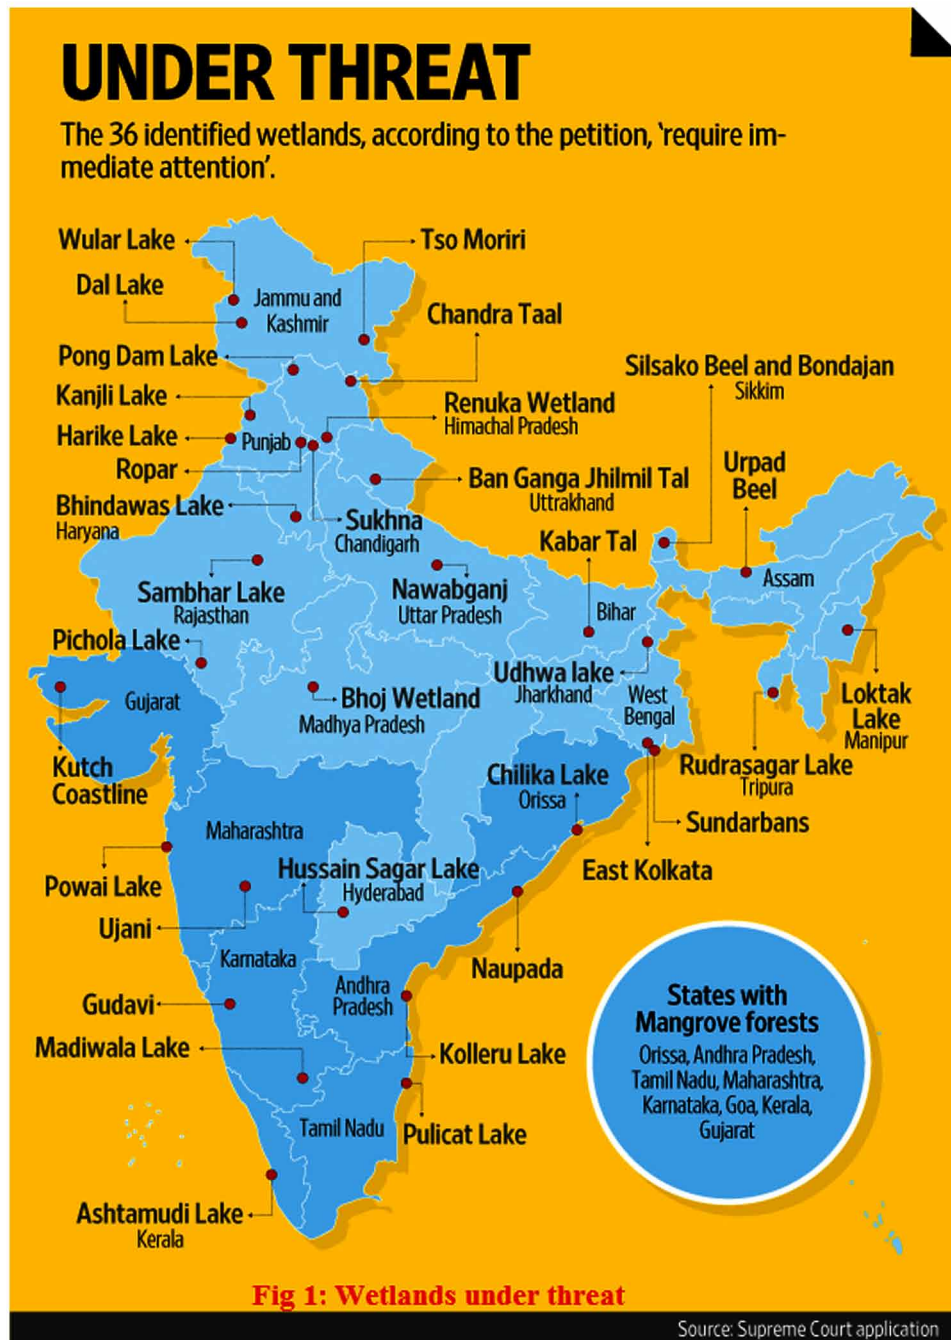 UNDER THREAT
The 36 identified wetlands, according to the petition, ‘require im-
mediate attention’.
Wular Lake
Tso Moriri
Dal Lake
Jammu and
Kashmir
Chandra Taal
Pong Dam Lake
Silsako Beel and Bondajan
Sikkim
Kanjli Lake
Renuka Wetland
Himachal Pradesh
Harike Lake
Punjab
Ropar
Ban Ganga Jhilmil Tal
Uttrakhand
Urpad
Beel
Bhindawas Lake
Haryana
Sukhna
Chandigarh
Kabar Tal
Sambhar Lake
Rajasthan
Nawabganj
Uttar Pradesh
Bihar
Assam
Pichola Lake
Udhwa lake
Jharkhand
Gujarat
Bhoj Wetland
Madhya Pradesh
West
Bengal
Loktak
Lake
Manipur
Kutch
Coastline
Chilika Lake
Orissa
Rudrasagar Lake
Tripura
Maharashtra
Sundarbans
Hussain Sagar Lake
Hyderabad
East Kolkata
Powai Lake
Ujani
Karnataka
Naupada
Andhra
Pradesh
Gudavi
States with
Mangrove forests
Orissa, Andhra Pradesh,
Tamil Nadu, Maharashtra,
Karnataka, Goa, Kerala,
Gujarat
Madiwala Lake
Kolleru Lake
Tamil Nadu
Pulicat Lake
Ashtamudi Lake
Kerala
Fig 1: Wetlands under threat
Source: Supreme Court application